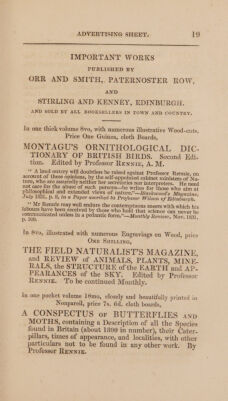 ADVERTISING SHEET. 19
IMPORTANT WORKS
PUBLISHED BY
ORR AND SMITH, PATERNOSTER ROW,
AND
STIRLING AND KENNEY, EDINBURGH.
AND SOLD BY ALL BOOKSELLERS IN TOWN AND COUNTRY.
In one thick volume 8vo, with numerous illustrative Wood-cuts,
Price One Guinea, cloth Boards,
MONTAGU'S ORNITHOLOGICAL DIC-
TIONARY OF BRITISH BIRDS. Second Edi-
tion. Edited by Professor RENNIE, A. M.
"A loud outcry will doubtless be raised against Professor Rennie, on
account of these opinions, by the self-appointed cabinet ministers of Na-
ture, who are assuredly neither her secretaries nor interpreters. He need
not care for the abuse of such persons—he writes for those who aim at
philosophical and extended views of nature."—Blackwood's Magazine,
July 1831, p. 8, in a Paper ascribed to Professor Wilson of Edinburgh.
"Mr Rennie may well endure the contemptuous sneers with which his
labours have been received by those who hold that science can never be
communicated unless in a pedantic form."—Monthly Review, Nov. 1831,
p. 360.
In 8vo, illustrated with numerous Engravings on Wood, price
ONE SHILLING,
THE FIELD NATURALIST'S MAGAZINE,
and REVIEW of ANIMALS, PLANTS, MINE-
RALS, the STRUCTURE of the EARTH and AP-
PEARANCES of the SKY. Edited by Professor
RENNIE. To be continued Monthly.
In one pocket volume 18mo, closely and beautifully printed in
Nonpareil, price 7s. 6d. cloth boards,
A CONSPECTUS of BUTTERFLIES AND
MOTHS, containing a Description of all the Species
found in Britain (about 1800 in number), their Cater-
pillars, times of appearance, and localities, with other
particulars not to be found in any other work. By
Professor RENNIE.